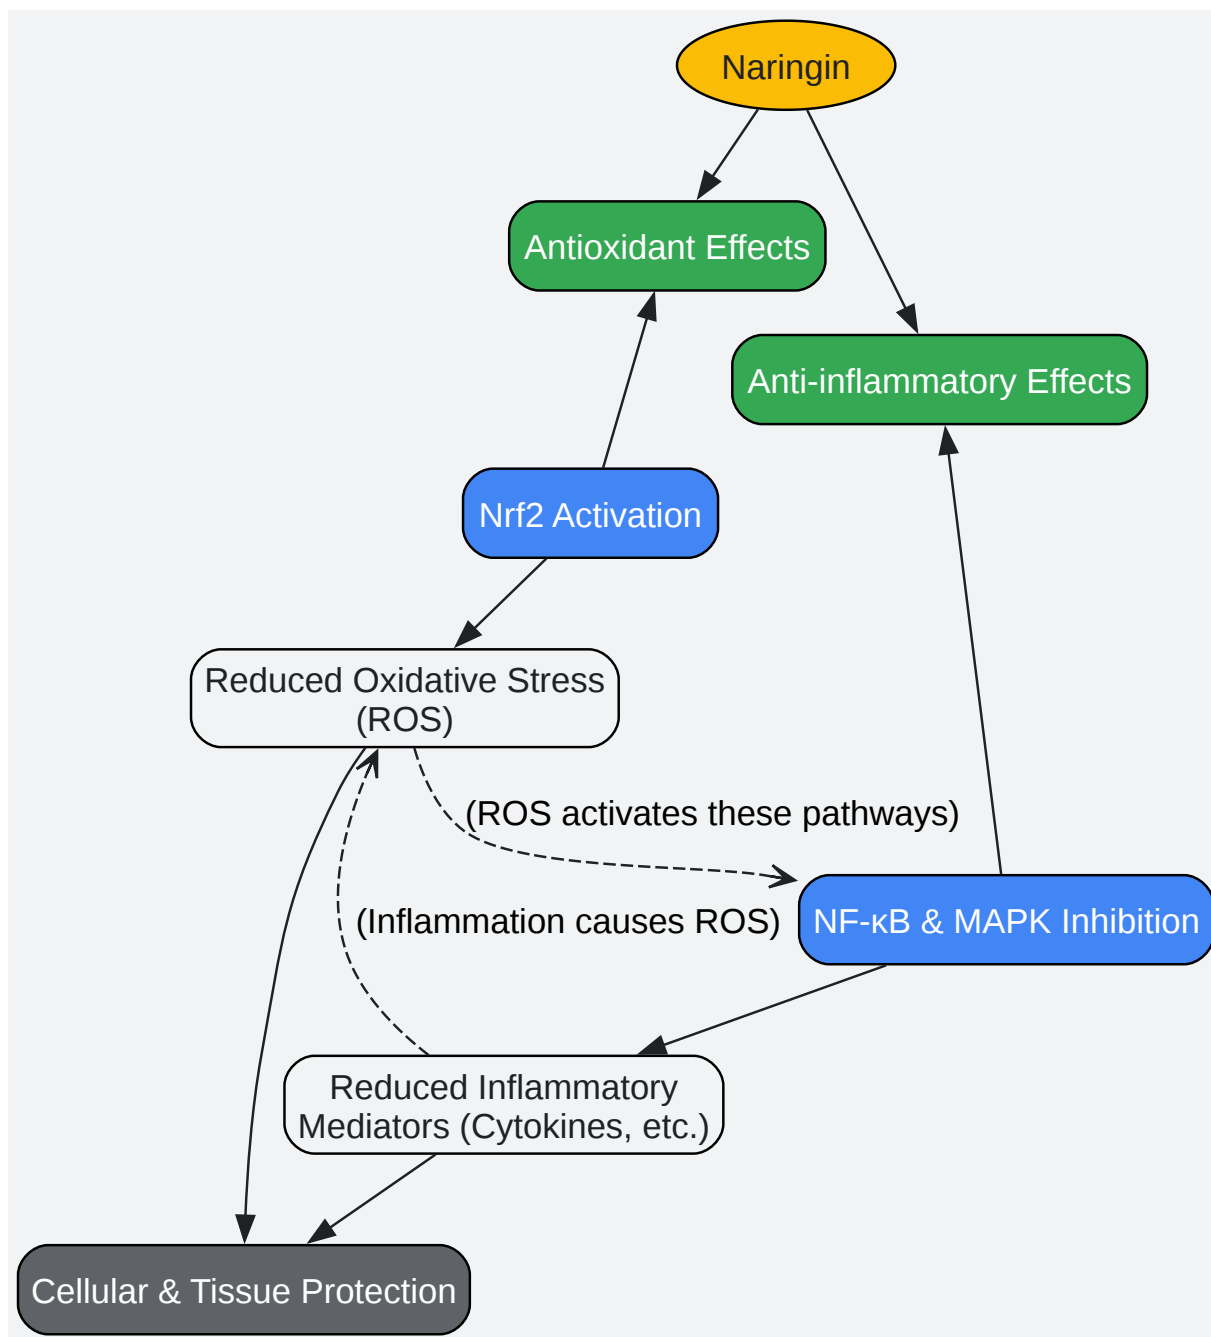 Naringin
Antioxidant Effects
Anti-inflammatory Effects
Nrf2 Activation
Reduced Oxidative Stress
(ROS)
(ROS activates these pathways)
NF-κB & MAPK Inhibition
(Inflammation causes ROS)
Reduced Inflammatory
Mediators (Cytokines, etc.)
Cellular & Tissue Protection